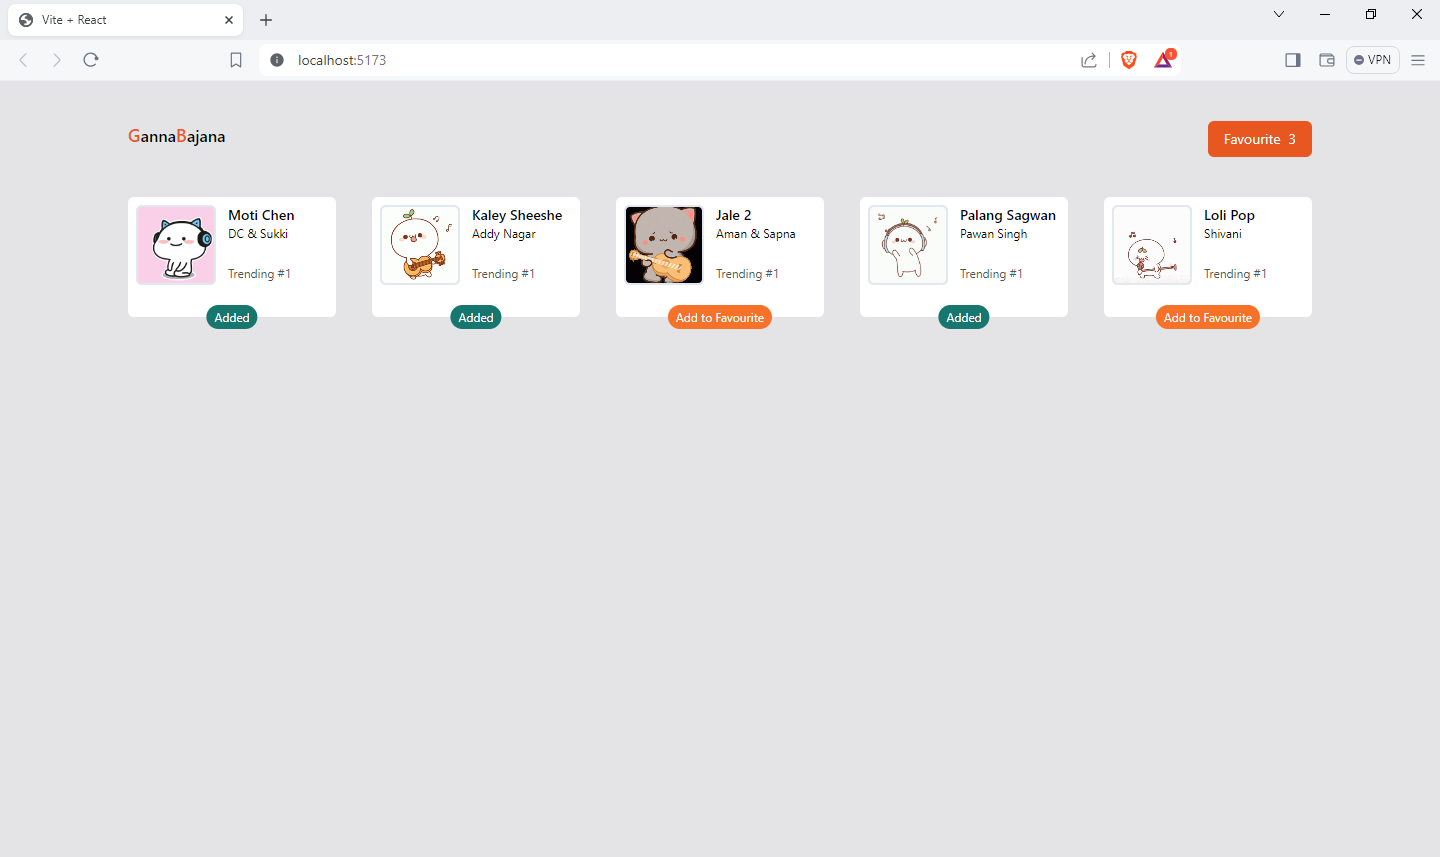 Vite + React
localhost:5173
1
VPN
GannaBajana
Favourite 3
Moti Chen
DC & Sukki
Trending #1
Added
Kaley Sheeshe
Addy Nagar
Trending #1
Added
Jale 2
Aman & Sapna
Trending #1
Add to Favourite
Palang Sagwan
Pawan Singh
Trending #1
Added
Loli Pop
Shivani
Trending #1
Add to Favourite